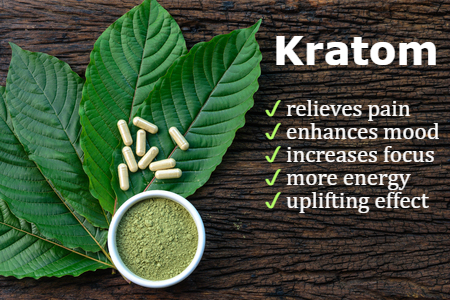 Kratom
✓ relieves pain
✓ enhances mood
✓ increases focus
✓ more energy
✓ uplifting effect